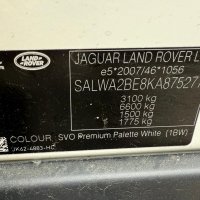 LAND ROVER
JAGUAR LAND ROVER L
e5*2007/46*1056
SALWA2BE8KA87527
3100 kg
6600 kg
1500 kg
1775 kg
COLOUR SVO Premium Palette White (1BW)
JK62-4983-HC